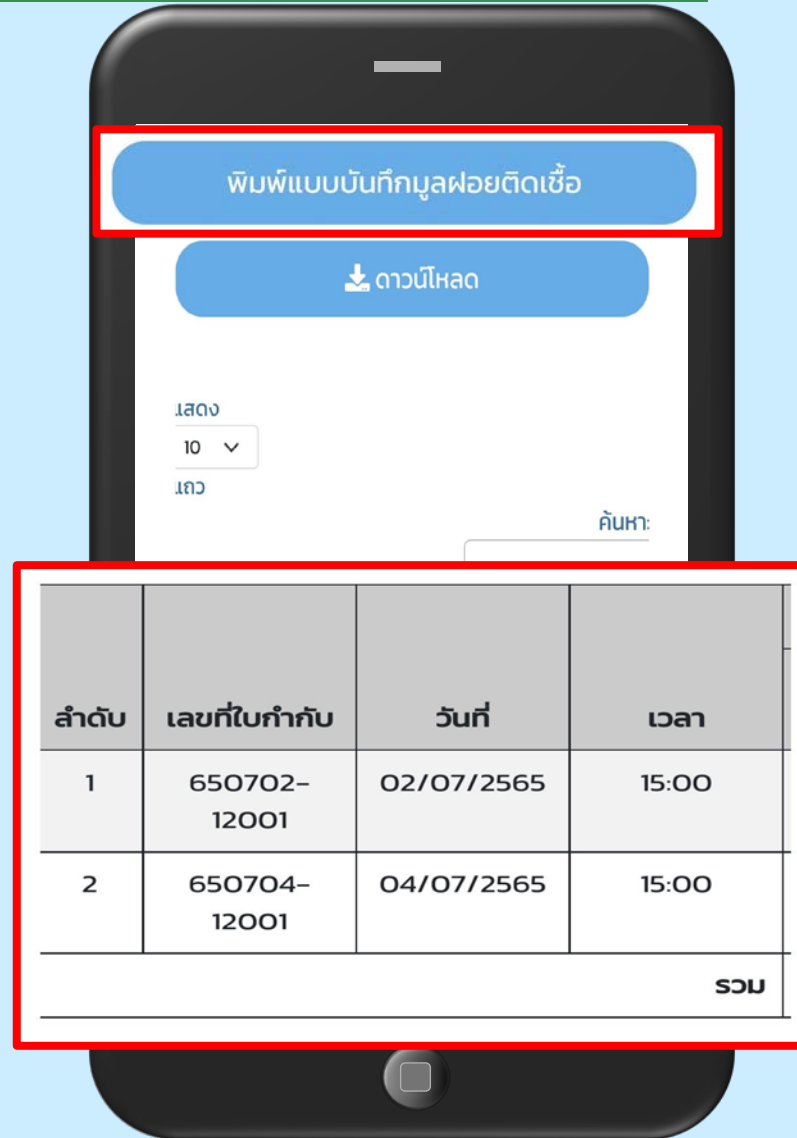 พิมพ์แบบบันทึกมูลฝอยติดเชื้อ
ดาวน์โหลด
แสดง
10
แถว
ค้นหา:
ลำดับ เลขที่ใบกำกับ วันที่ เวลา
1 650702- 02/07/2565 15:00
12001
2 650704- 04/07/2565 15:00
12001
รวม